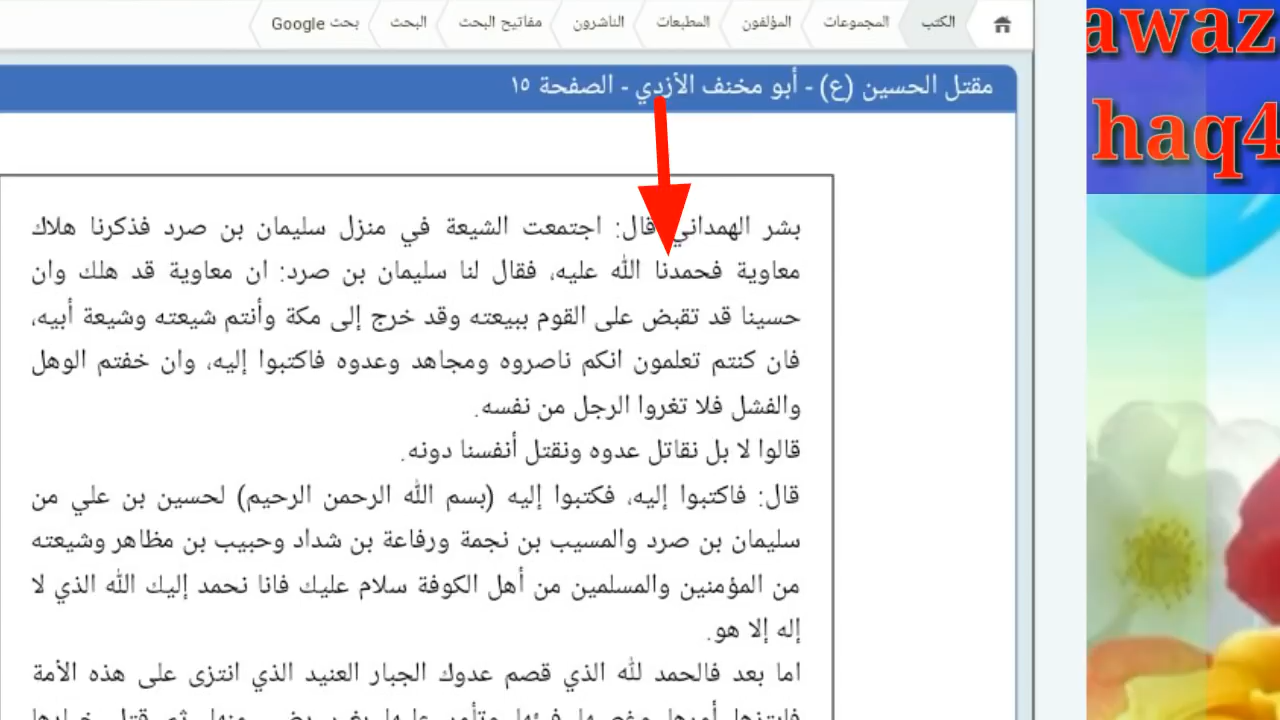 الكتب
المجموعات
المؤلفون
المطبعات
الناشرون
مفاتيح البحث
البحث
بحث Google
مقتل الحسين (ع) - أبو مخنف الأزدي - الصفحة ١٥
بشر الهمداني قال: اجتمعت الشيعة في منزل سليمان بن صرد فذكرنا هلاك
معاوية فحمدنا الله عليه، فقال لنا سليمان بن صرد: ان معاوية قد هلك وان
حسينا قد تقبض على القوم ببيعته وقد خرج إلى مكة وأنتم شيعته وشيعة أبيه،
فان كنتم تعلمون انكم ناصروه ومجاهد وعدوه فاكتبوا إليه، وان خفتم الوهل
والفشل فلا تغروا الرجل من نفسه.
قالوا لا بل نقاتل عدوه ونقتل أنفسنا دونه.
قال: فاكتبوا إليه، فكتبوا إليه (بسم الله الرحمن الرحيم) لحسين بن علي من
سليمان بن صرد والمسيب بن نجمة ورفاعة بن شداد وحبيب بن مظاهر وشيعته
من المؤمنين والمسلمين من أهل الكوفة سلام عليك فانا نحمد إليك الله الذي لا
إله إلا هو.
اما بعد فالحمد لله الذي قصم عدوك الجبار العنيد الذي انتزى على هذه الأمة
awaz
haq4